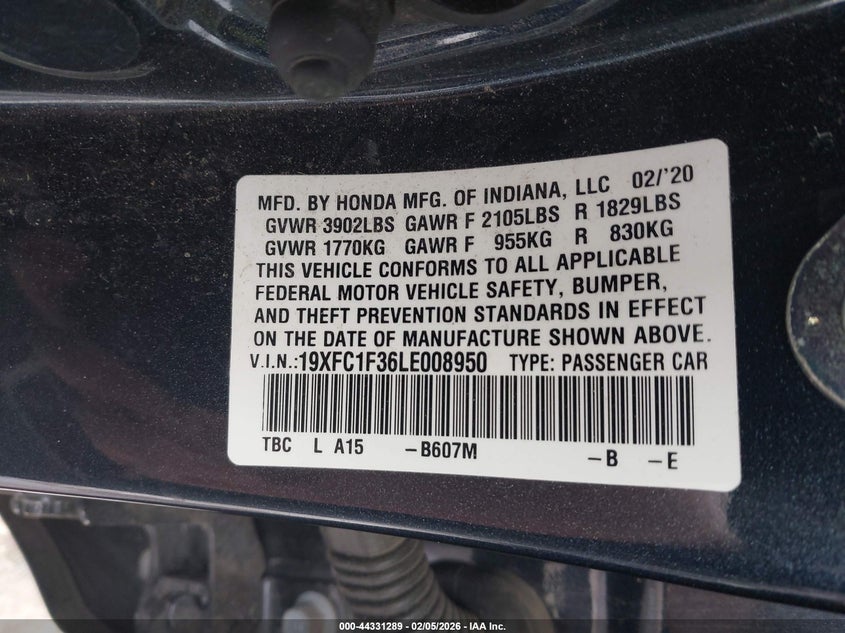 MFD. BY HONDA MFG. OF INDIANA, LLC 02/'20
GVWR 3902LBS GAWR F 2105LBS R 1829LBS
GVWR 1770KG GAWR F 955KG R 830KG
THIS VEHICLE CONFORMS TO ALL APPLICABLE
FEDERAL MOTOR VEHICLE SAFETY, BUMPER,
AND THEFT PREVENTION STANDARDS IN EFFECT
ON THE DATE OF MANUFACTURE SHOWN ABOVE.
V.I.N.:19XFC1F36LE008950 TYPE: PASSENGER CAR
TBC L A15 -B607M -B -E
000-44331289 - 02/05/2026 - IAA Inc.